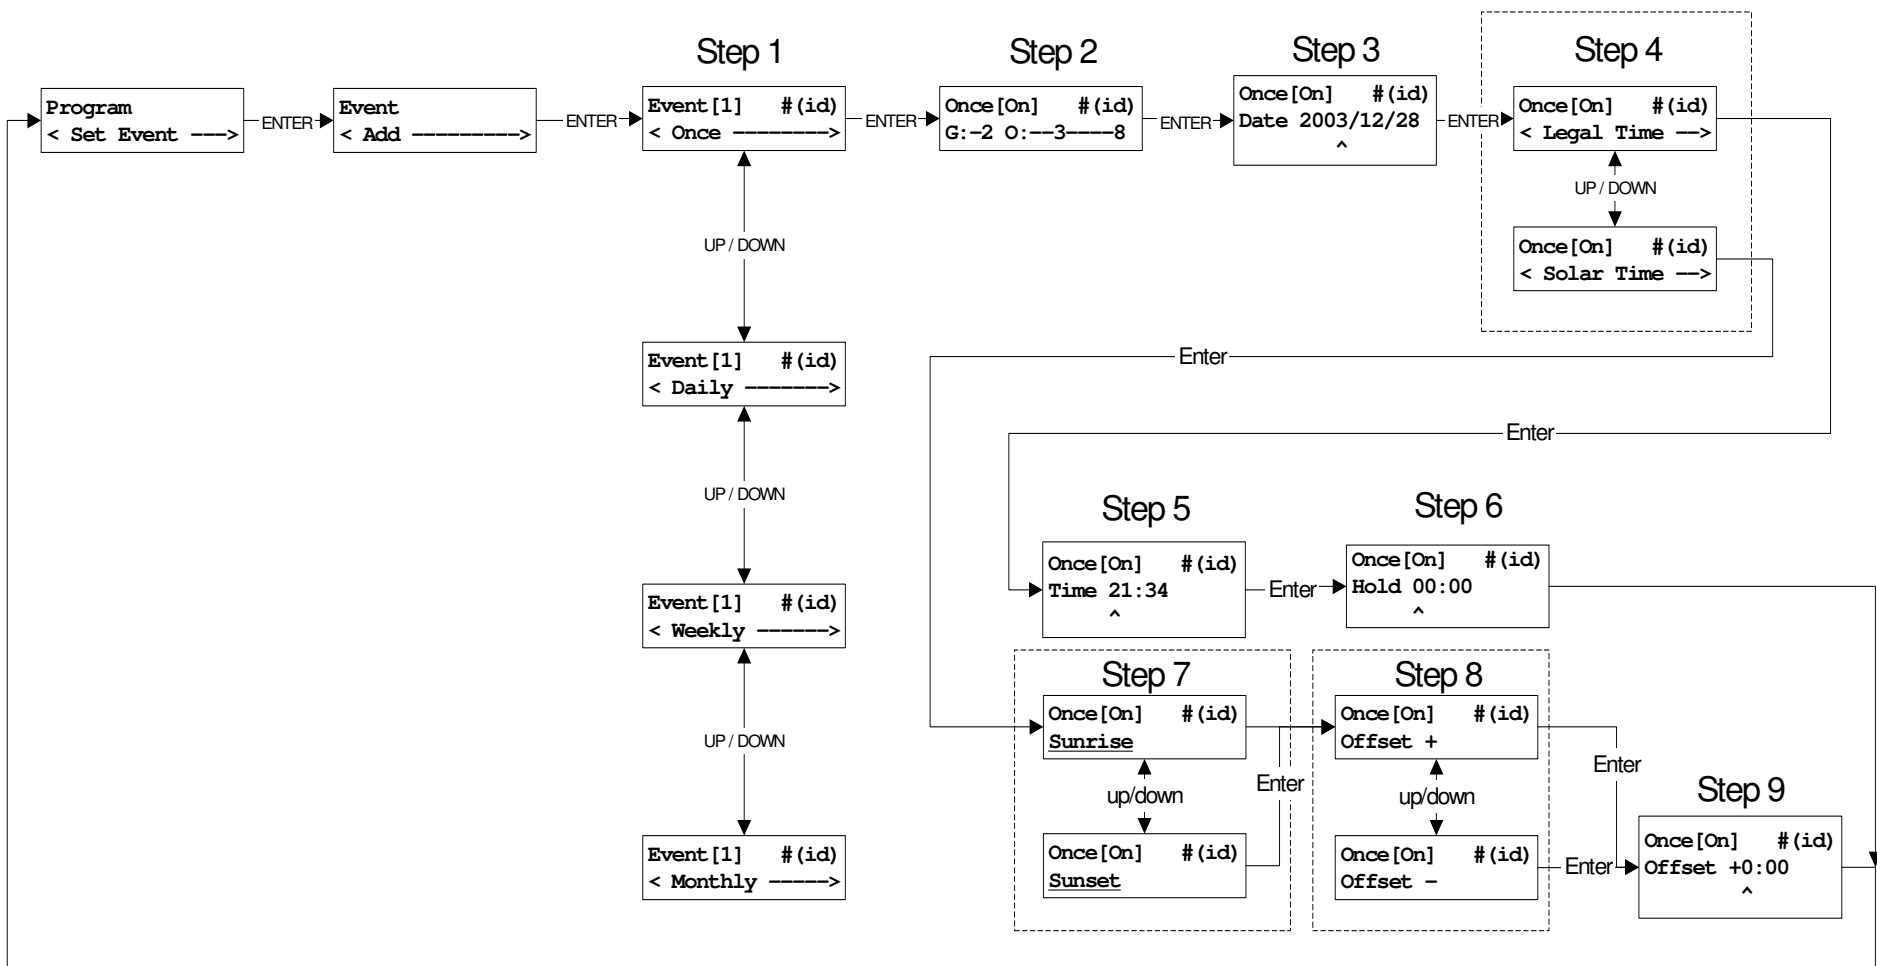 Step 1
Step 2
Step 3
Step 4
Program
< Set Event --->
ENTER
Event
< Add --------->
ENTER
Event[1] #(id)
< Once -------->
ENTER
Once[On] #(id)
G:-2 O:--3----8
ENTER
Once[On] #(id)
Date 2003/12/28
^
ENTER
Once[On] #(id)
< Legal Time -->
UP / DOWN
Once[On] #(id)
< Solar Time -->
UP / DOWN
Event[1] #(id)
< Daily ------->
UP / DOWN
Event[1] #(id)
< Weekly ------>
UP / DOWN
Event[1] #(id)
< Monthly ----->
Enter
Enter
Step 5
Step 6
Once[On] #(id)
Time 21:34
^
Enter
Once[On] #(id)
Hold 00:00
^
Step 7
Step 8
Once[On] #(id)
Sunrise
up/down
Once[On] #(id)
Sunset
Enter
Once[On] #(id)
Offset +
up/down
Once[On] #(id)
Offset -
Enter
Enter
Step 9
Once[On] #(id)
Offset +0:00
^